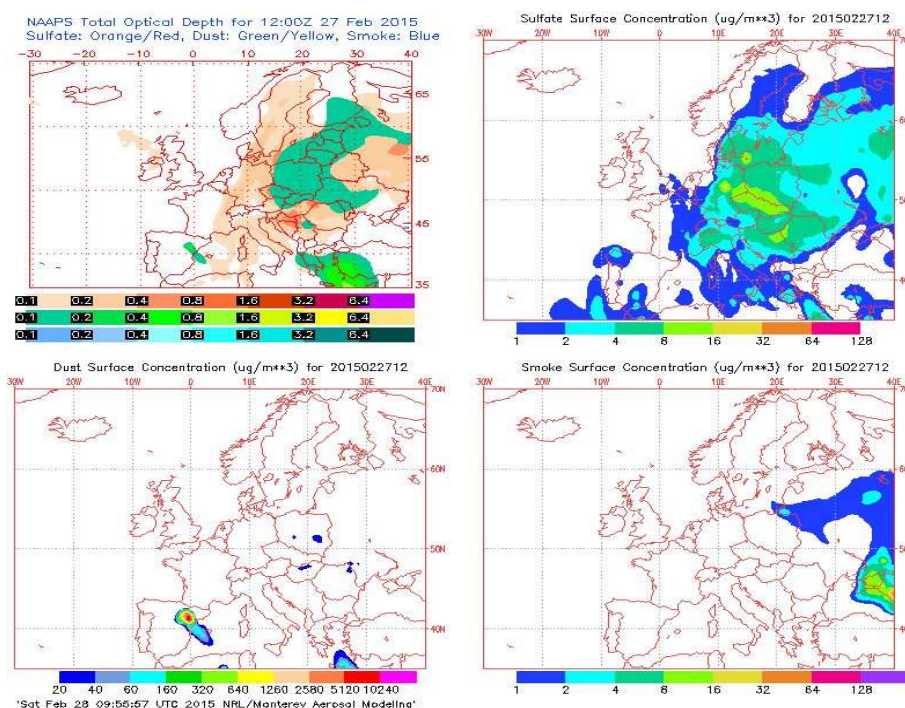 NAAPS Total Optical Depth for 12:00Z 27 Feb 2015
Sulfate: Orange/Red, Dust: Green/Yellow, Smoke: Blue
-30 -20 -10 0 10 20 30 40
65
55
45
35
0.1 0.2 0.4 0.8 1.6 3.2 6.4
0.1 0.2 0.4 0.8 1.6 3.2 6.4
0.1 0.2 0.4 0.8 1.6 3.2 6.4
Sulfate Surface Concentration (ug/m**3) for 2015022712
30W 20W 10W 0 10E 20E 30E 40E
70N
60N
50N
40N
1 2 4 8 16 32 64 128
Dust Surface Concentration (ug/m**3) for 2015022712
30W 20W 10W 0 10E 20E 30E 40E
70N
60N
50N
40N
20 40 60 160 320 640 1260 2580 5120 10240
'Sat Feb 28 09:55:57 UTC 2015 NRL/Monterey Aerosol Modeling'
Smoke Surface Concentration (ug/m**3) for 2015022712
30W 20W 10W 0 10E 20E 30E 40E
70N
60N
50N
40N
1 2 4 8 16 32 64 128